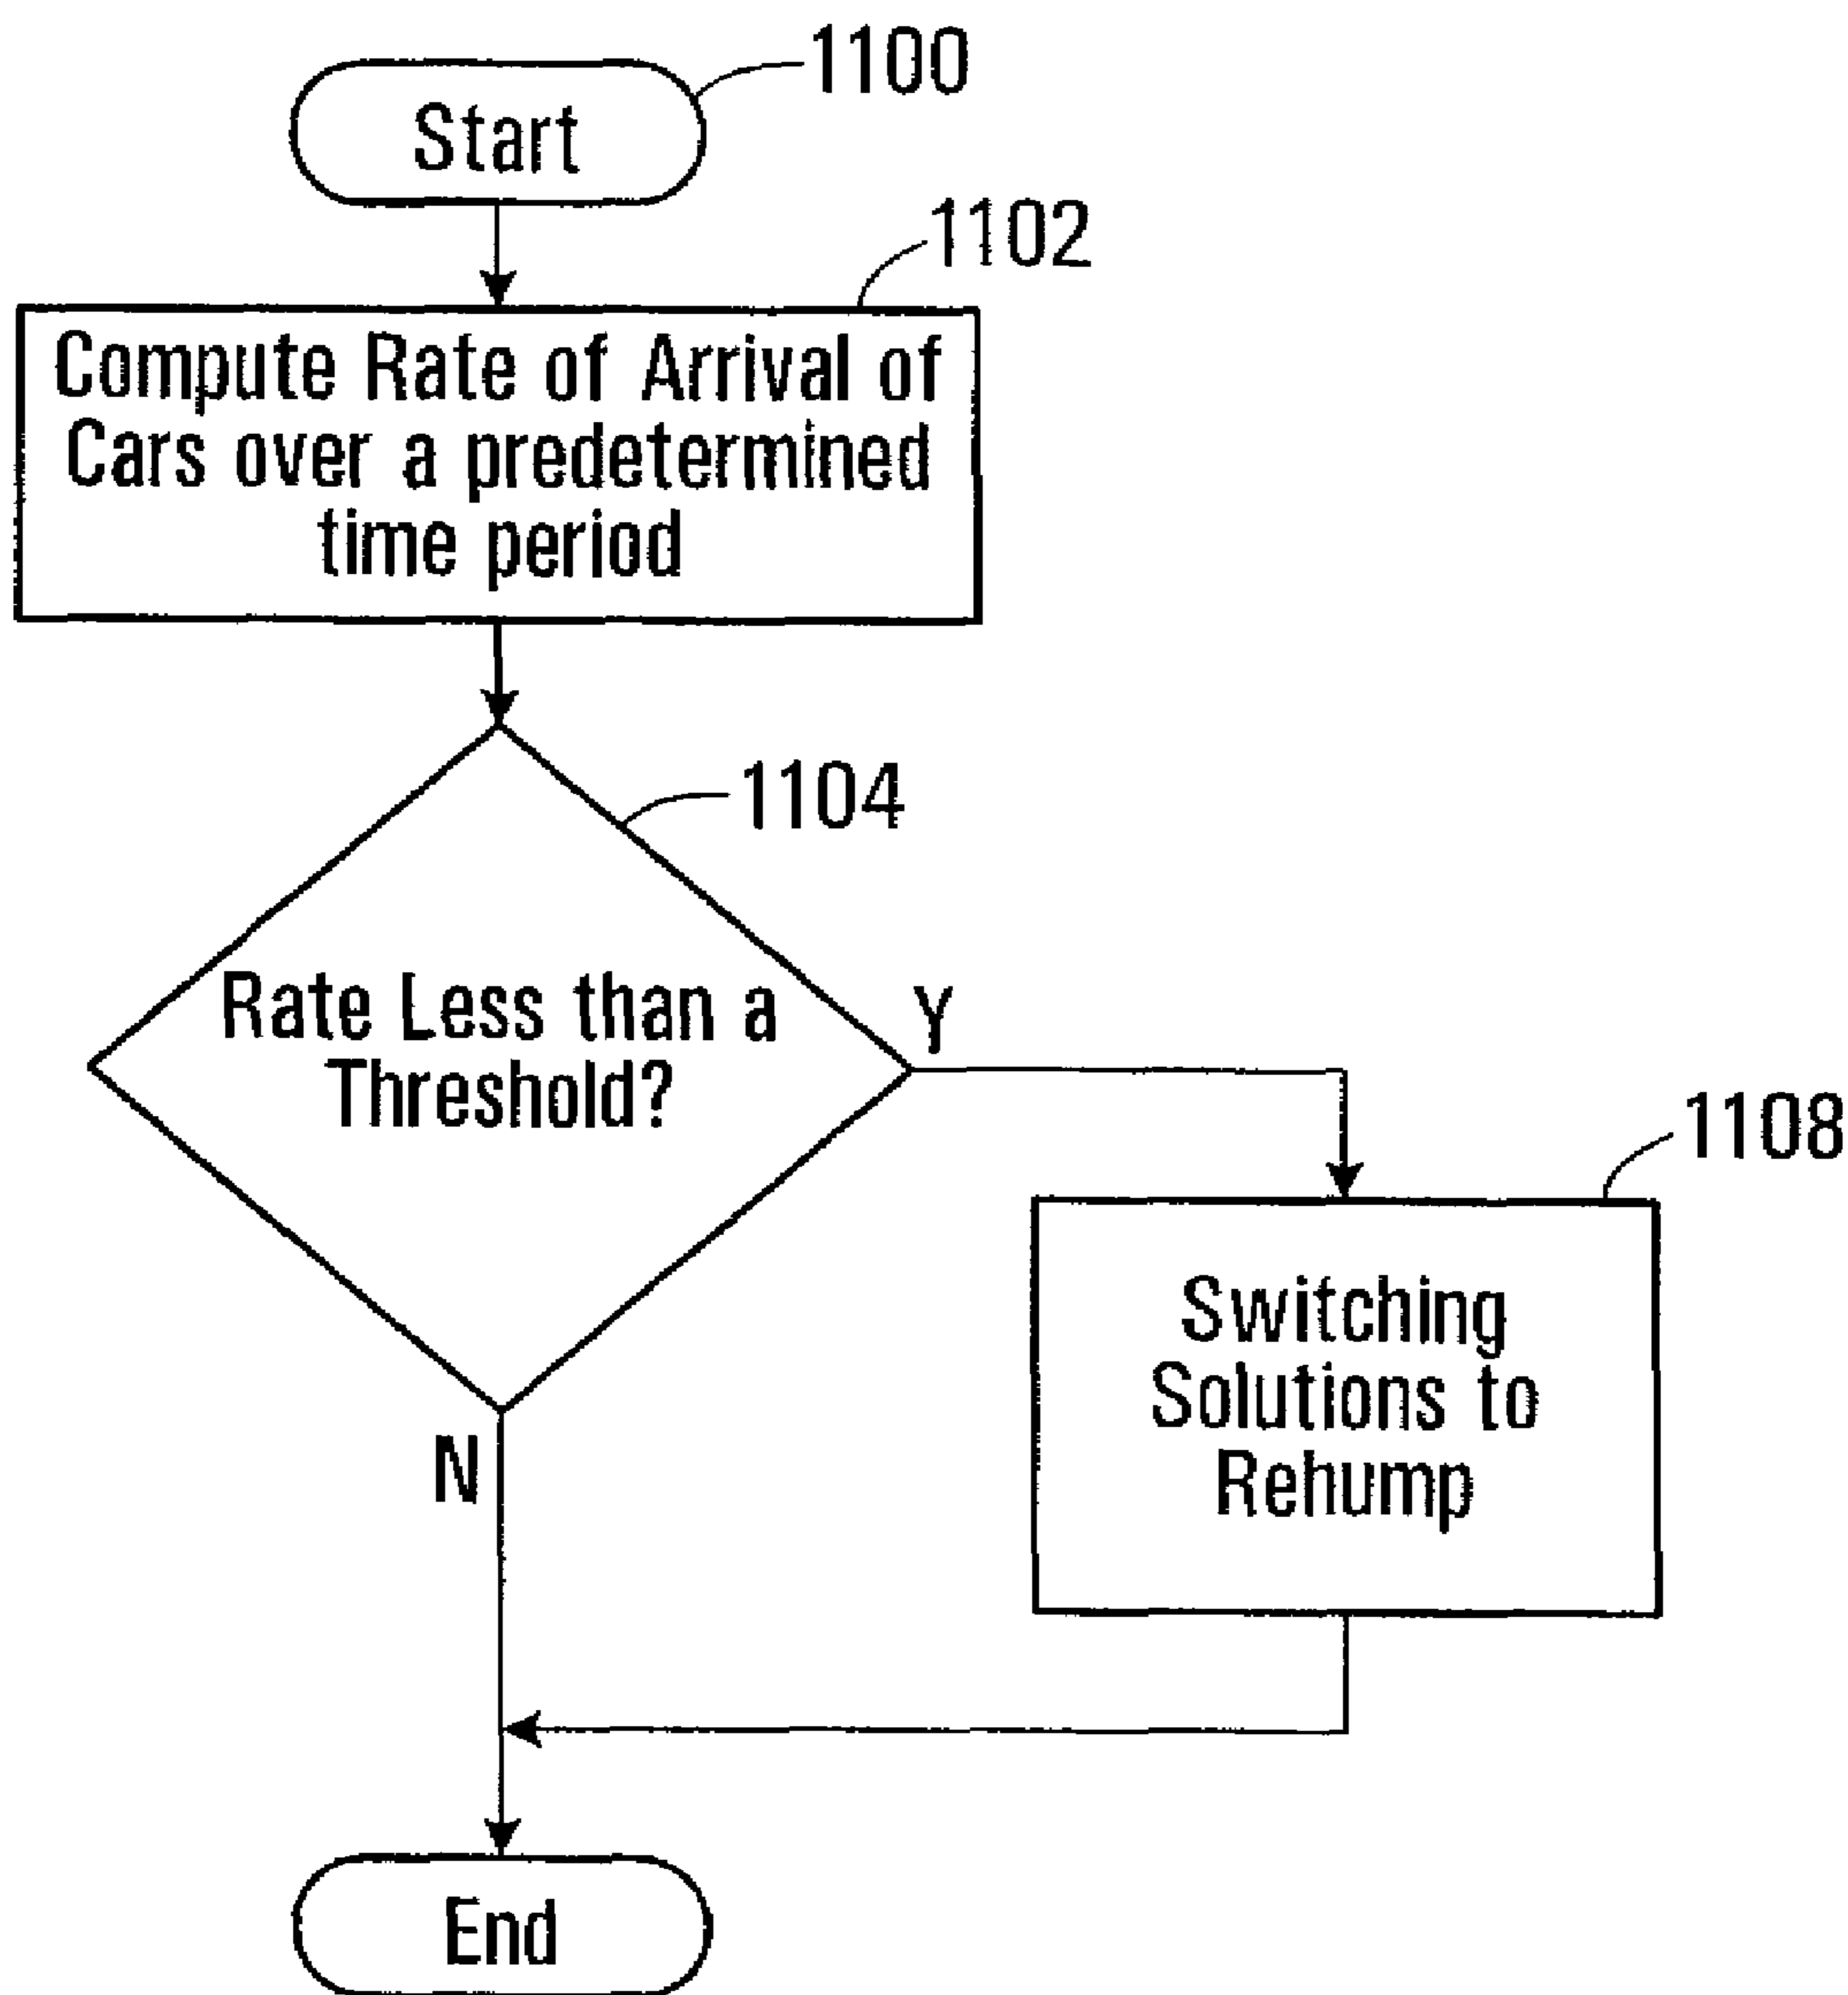 1100
Start
1102
Compute Rate of Arrival of
Cars over a predetermined
time period
1104
Rate Less than a
Threshold?
Y
1108
Switching
Solutions to
Rehump
N
End